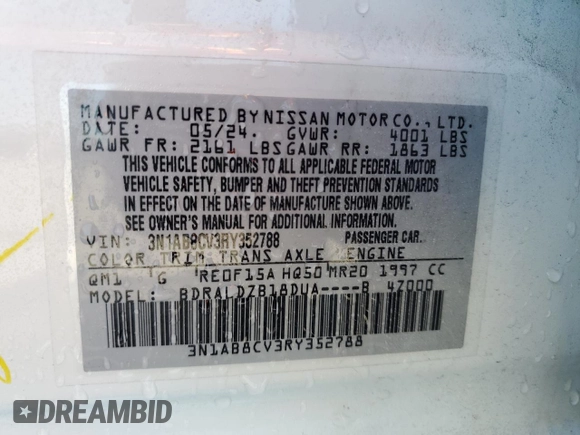 MANUFACTURED BY NISSAN MOTOR CO., LTD.
DATE: 05/24. GVWR: 4001 LBS
GAWR FR: 2161 LBS GAWR RR: 1863 LBS
THIS VEHICLE CONFORMS TO ALL APPLICABLE FEDERAL MOTOR
VEHICLE SAFETY, BUMPER AND THEFT PREVENTION STANDARDS
IN EFFECT ON THE DATE OF MANUFACTURE SHOWN ABOVE.
SEE OWNER'S MANUAL FOR ADDITIONAL INFORMATION.
VIN: 3N1AB8CV3RY352788 PASSENGER CAR
COLOR TRIM TRANS AXLE ENGINE
QM1 G RE0F15A HQ50 MR20 1997 CC
MODEL: BDRALDZB18DUA----B 4Z000
3N1AB8CV3RY352788
DREAMBID